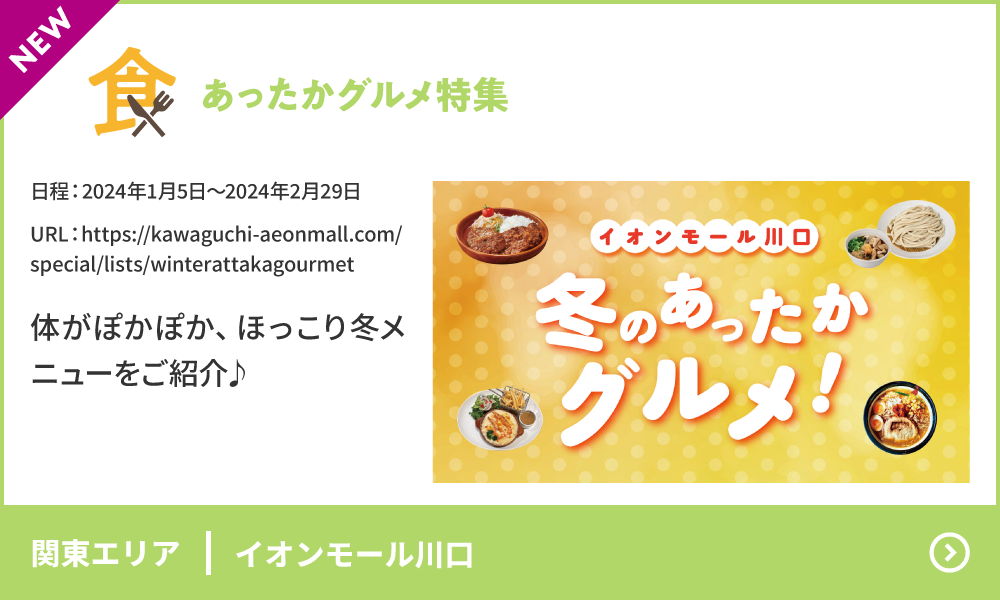 NEW
食
あったかグルメ特集
日程：2024年1月5日～2024年2月29日
URL：https://kawaguchi-aeonmall.com/
special/lists/winterattakagourmet
体がぽかぽか、ほっこり冬メ
ニューをご紹介♪
イオンモール川口
冬のあったか
グルメ!
関東エリア
イオンモール川口